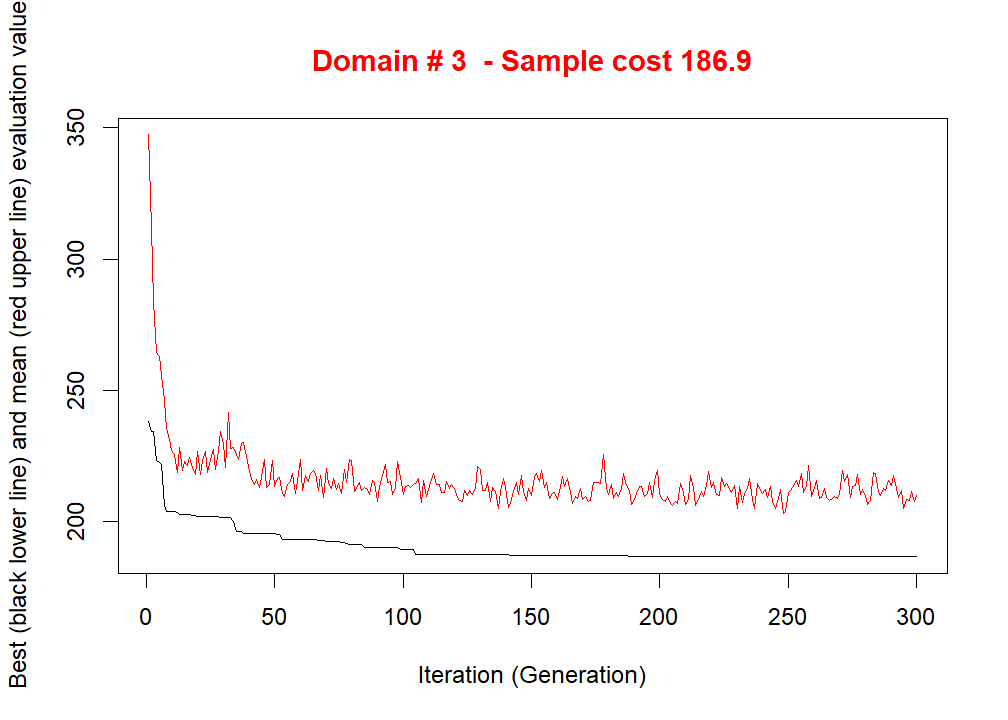 Domain # 3  - Sample cost 186.9
Best (black lower line) and mean (red upper line) evaluation value
350
300
250
200
0 50 100 150 200 250 300
Iteration (Generation)